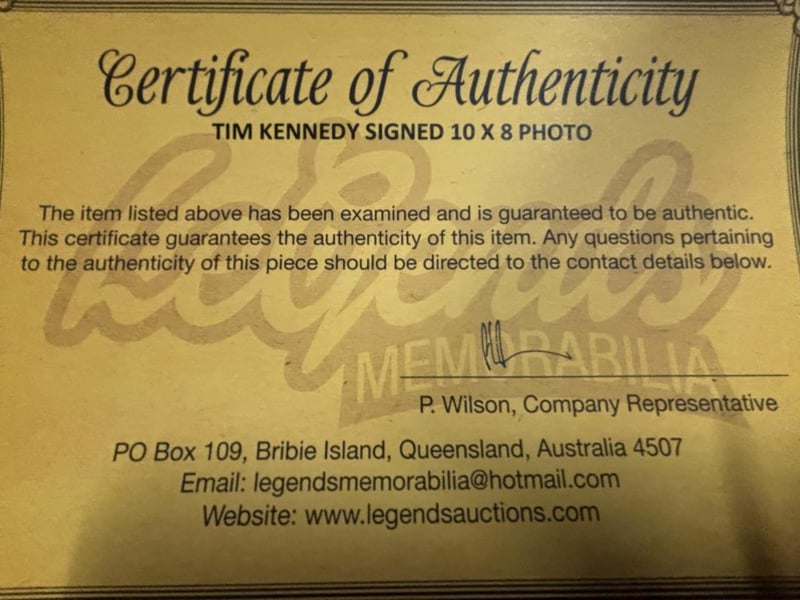 Certificate of Authenticity
TIM KENNEDY SIGNED 10 X 8 PHOTO
The item listed above has been examined and is guaranteed to be authentic.
This certificate guarantees the authenticity of this item. Any questions pertaining
to the authenticity of this piece should be directed to the contact details below.
Legends
MEMORABILIA
P. Wilson, Company Representative
PO Box 109, Bribie Island, Queensland, Australia 4507
Email: legendsmemorabilia@hotmail.com
Website: www.legendsauctions.com